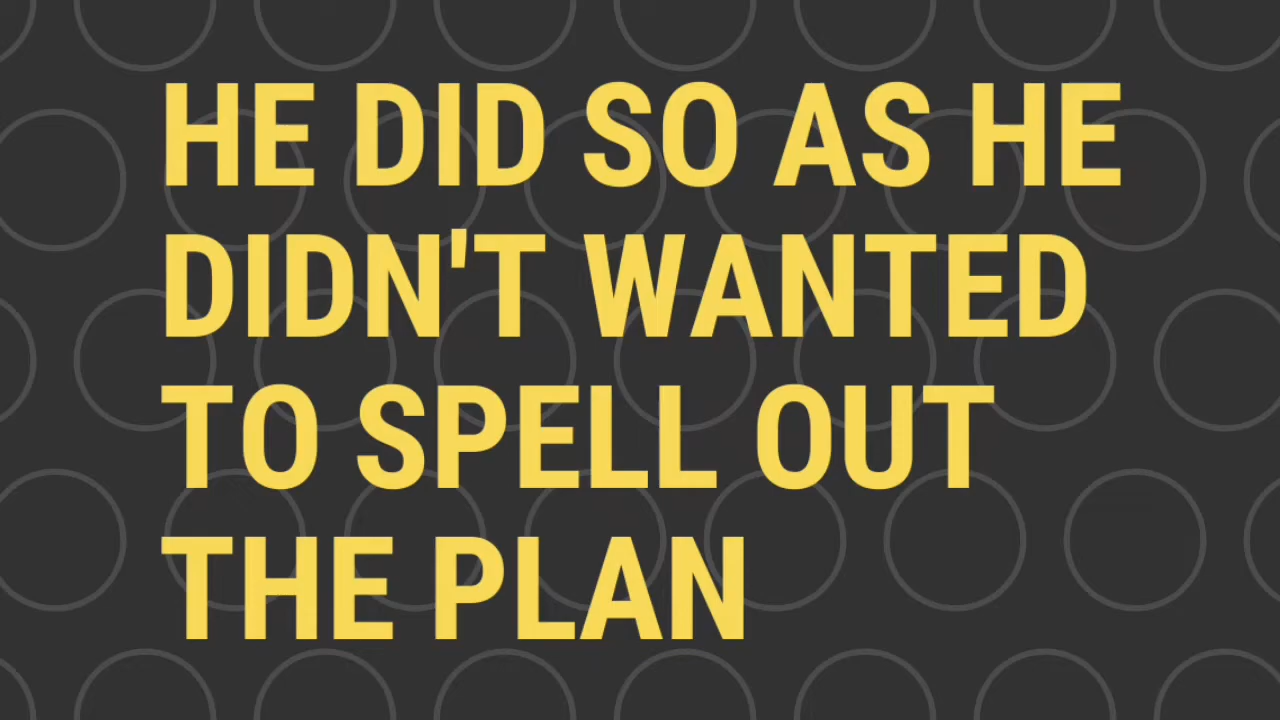 HE DID SO AS HE
DIDN'T WANTED
TO SPELL OUT
THE PLAN